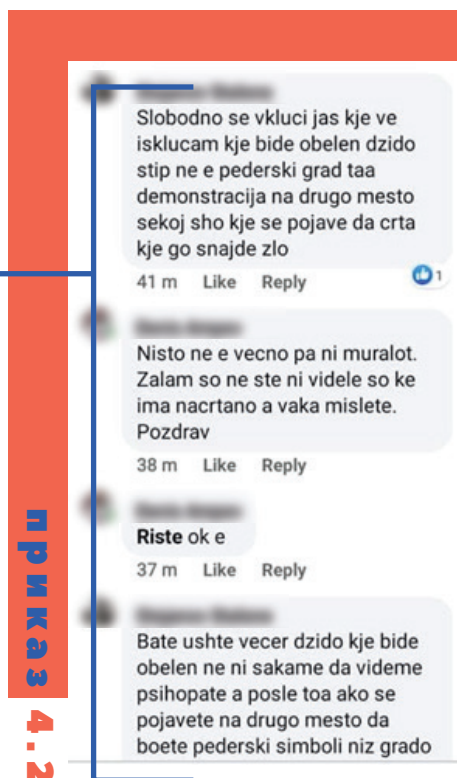 Slobodno se vkluci jas kje ve
isklucam kje bide obelen dzido
stip ne e pederski grad taa
demonstracija na drugo mesto
sekoj sho kje se pojave da crta
kje go snajde zlo
41 m Like Reply 1
Nisto ne e vecno pa ni muralot.
Zalam so ne ste ni videle so ke
ima nacrtano a vaka mislete.
Pozdrav
38 m Like Reply
Riste ok e
37 m Like Reply
Bate ushte vecer dzido kje bide
obelen ne ni sakame da videme
psihopate a posle toa ako se
pojavete na drugo mesto da
boete pederski simboli niz grado
приказ 4.2